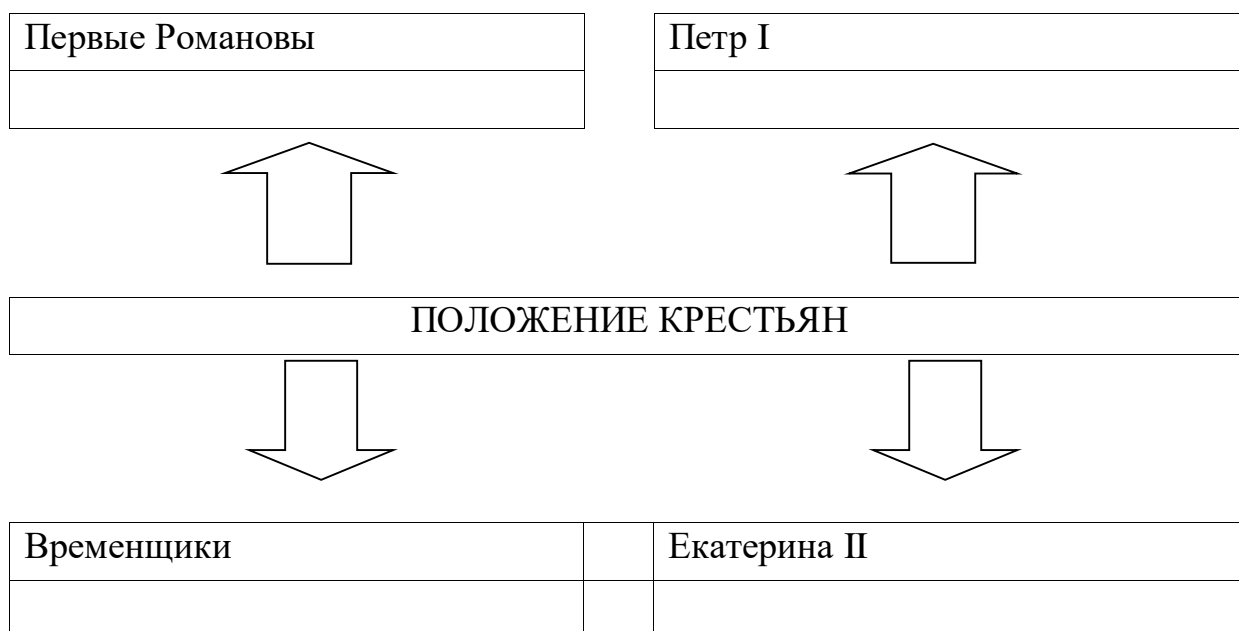 Первые Романовы
Петр I
ПОЛОЖЕНИЕ КРЕСТЬЯН
Временщики
Екатерина II